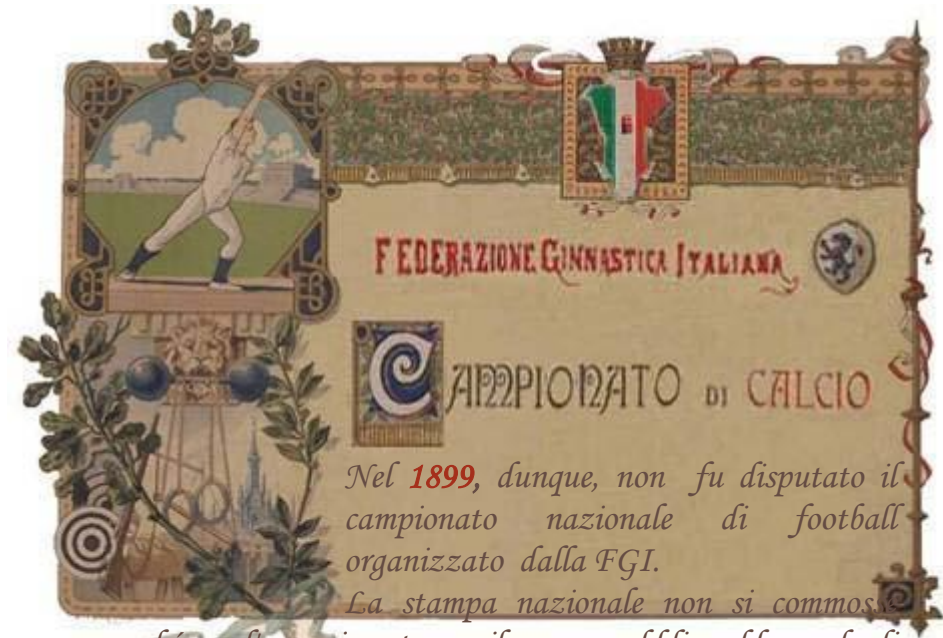 FEDERAZIONE GINNASTICA ITALIANA
CAMPIONATO DI CALCIO
Nel 1899, dunque, non fu disputato il
campionato nazionale di football
organizzato dalla FGI.
La stampa nazionale non si commosse